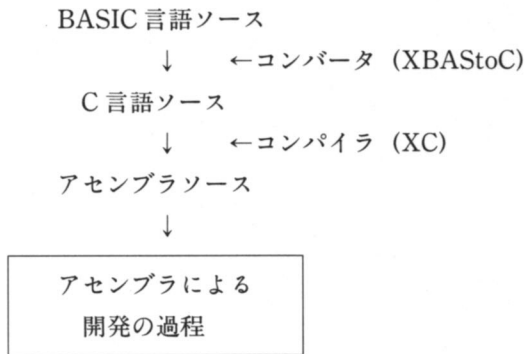 BASIC 言語ソース
↓ ←コンバータ (XBAStoC)
C 言語ソース
↓ ←コンパイラ (XC)
アセンブラソース
↓
アセンブラによる
開発の過程